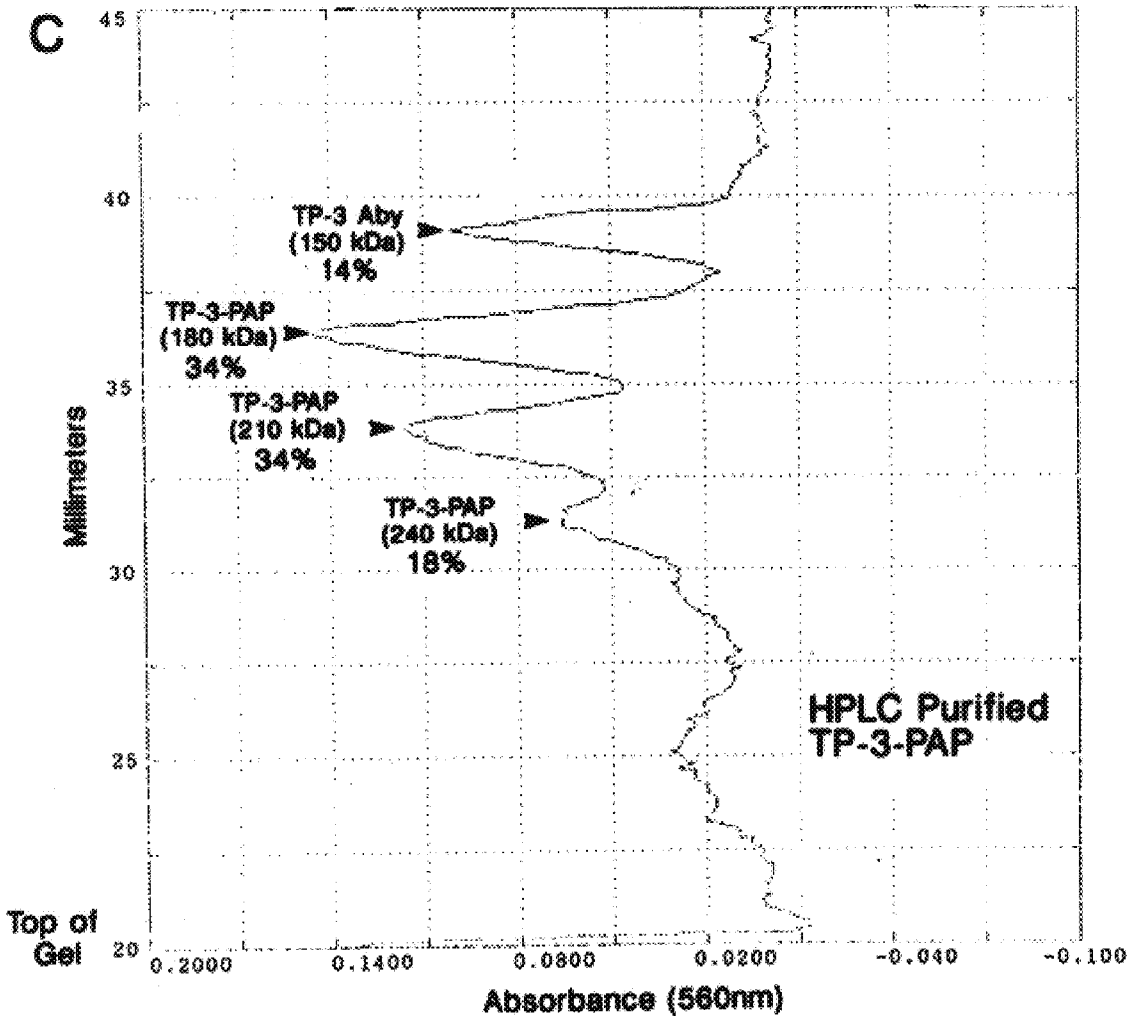 C
45
40
TP-3 Aby
(150 kDa)
14%
TP-3-PAP
(180 kDa)
34%
35
TP-3-PAP
(210 kDa)
34%
TP-3-PAP
(240 kDa)
18%
Millimeters
30
HPLC Purified
TP-3-PAP
25
Top of
Gel
20
0.2000 0.1400 0.0800 0.0200 -0.040 -0.100
Absorbance (560nm)